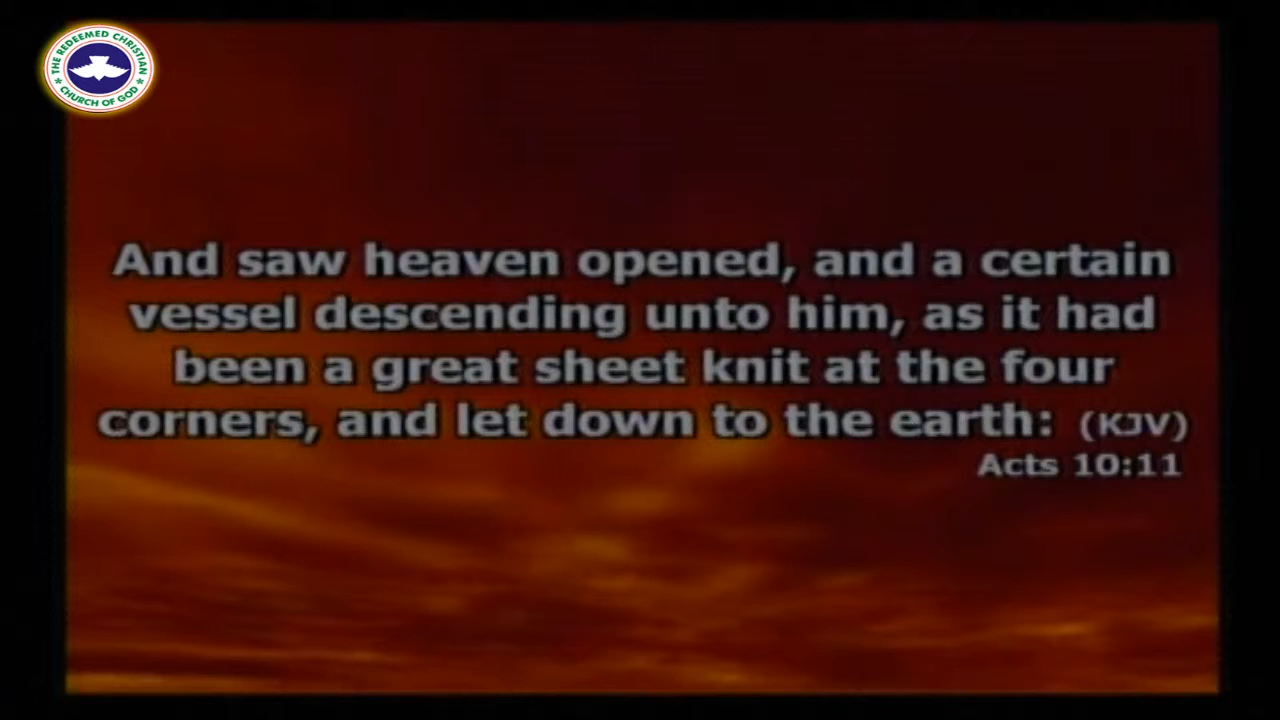 THE REDEEMED CHRISTIAN
CHURCH OF GOD
And saw heaven opened, and a certain
vessel descending unto him, as it had
been a great sheet knit at the four
corners, and let down to the earth: (KJV)
Acts 10:11